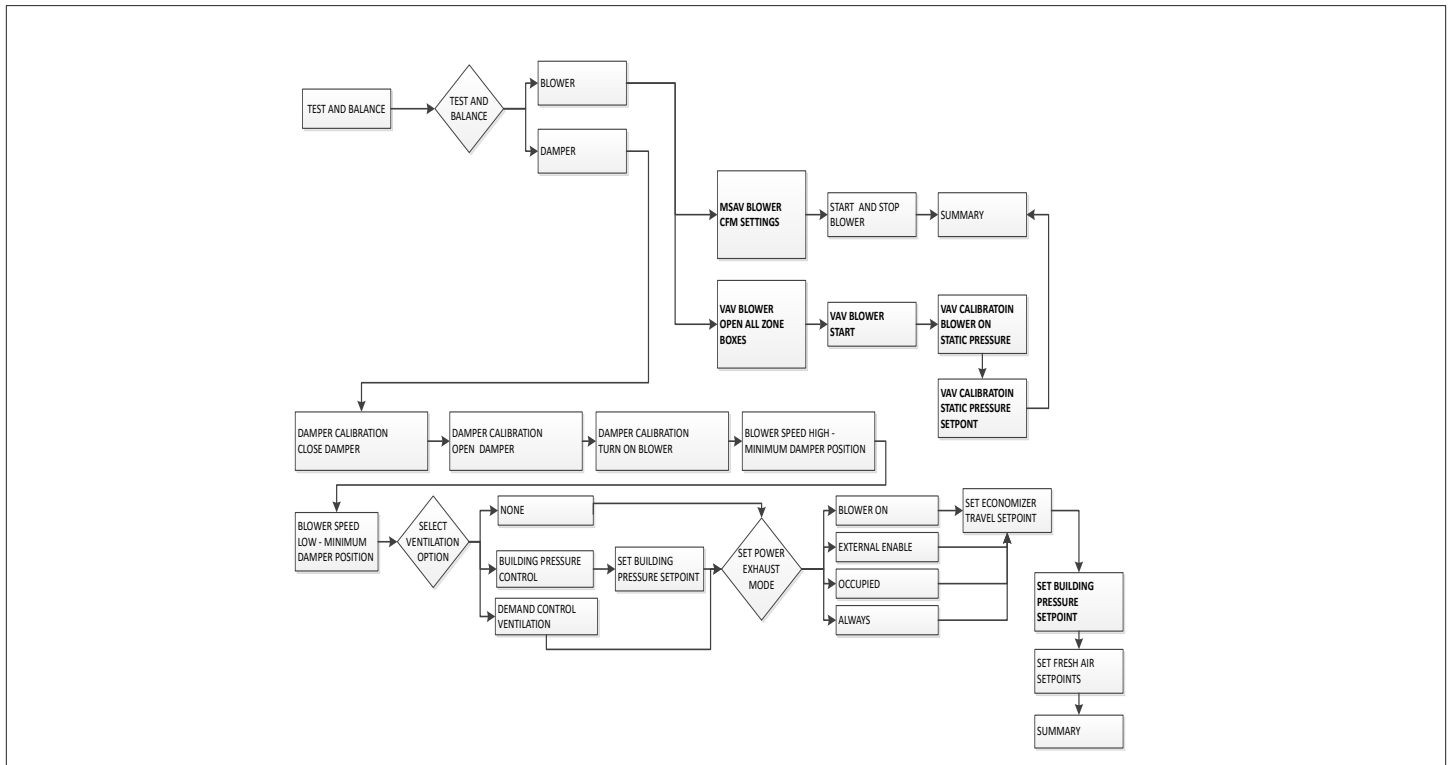 TEST AND BALANCE
TEST AND
BALANCE
BLOWER
DAMPER
MSAV BLOWER
CFM SETTINGS
START AND STOP
BLOWER
SUMMARY
VAV BLOWER
OPEN ALL ZONE
BOXES
VAV BLOWER
START
VAV CALIBRATOIN
BLOWER ON
STATIC PRESSURE
VAV CALIBRATOIN
STATIC PRESSURE
SETPONT
DAMPER CALIBRATION
CLOSE DAMPER
DAMPER CALIBRATION
OPEN DAMPER
DAMPER CALIBRATION
TURN ON BLOWER
BLOWER SPEED HIGH -
MINIMUM DAMPER POSITION
BLOWER SPEED
LOW - MINIMUM
DAMPER POSITION
SELECT
VENTILATION
OPTION
NONE
BUILDING PRESSURE
CONTROL
SET BUILDING
PRESSURE SETPOINT
DEMAND CONTROL
VENTILATION
SET POWER
EXHAUST
MODE
BLOWER ON
EXTERNAL ENABLE
OCCUPIED
ALWAYS
SET ECONOMIZER
TRAVEL SETPOINT
SET BUILDING
PRESSURE
SETPOINT
SET FRESH AIR
SETPOINTS
SUMMARY